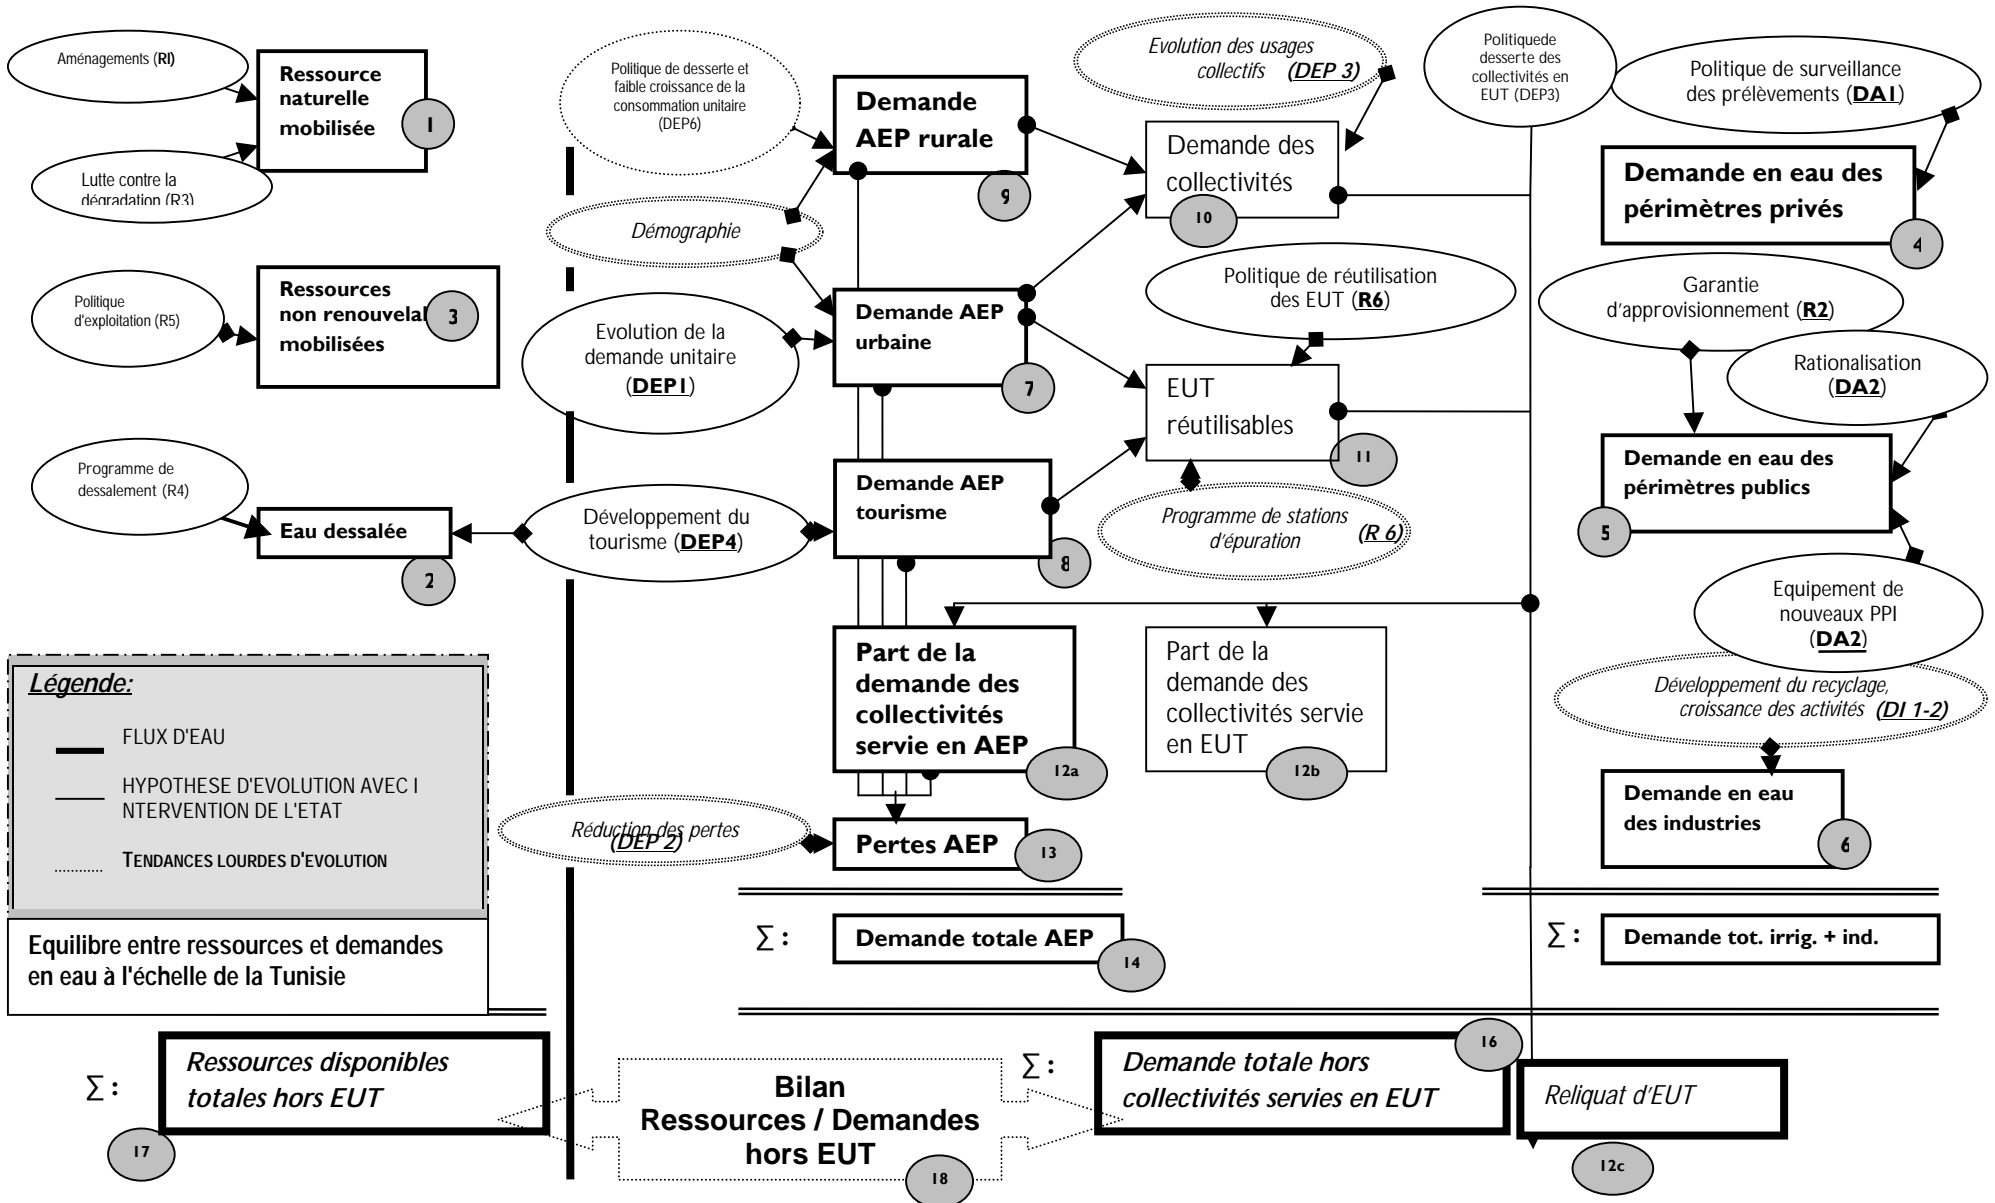 Aménagements (RI)
Ressource
naturelle
mobilisée
1
Lutte contre la
dégradation (R3)
Politique
d'exploitation (R5)
Ressources
non renouvelal
mobilisées
3
Programme de
dessalement (R4)
Eau dessalée
2
Politique de desserte et
faible croissance de la
consommation unitaire
(DEP6)
Démographie
Evolution de la
demande unitaire
(DEP1)
Développement du
tourisme (DEP4)
Demande
AEP rurale
9
Demande AEP
urbaine
7
Demande AEP
tourisme
8
Evolution des usages
collectifs (DEP 3)
Demande des
collectivités
10
Politique de réutilisation
des EUT (R6)
EUT
réutilisables
11
Programme de stations
d'épuration (R 6)
Politiquede
desserte des
collectivités en
EUT (DEP3)
Politique de surveillance
des prélèvements (DA1)
Demande en eau des
périmètres privés
4
Garantie
d'approvisionnement (R2)
Rationalisation
(DA2)
Demande en eau des
périmètres publics
5
Equipement de
nouveaux PPI
(DA2)
Développement du recyclage,
croissance des activités (DI 1-2)
Demande en eau
des industries
6
Part de la
demande des
collectivités
servie en AEP
12a
Part de la
demande des
collectivités servie
en EUT
12b
Réduction des pertes
(DEP 2)
Pertes AEP
13
Légende:
FLUX D'EAU
HYPOTHESE D'EVOLUTION AVEC I
NTERVENTION DE L'ETAT
TENDANCES LOURDES D'EVOLUTION
Equilibre entre ressources et demandes
en eau à l'échelle de la Tunisie
∑ :
Demande totale AEP
14
∑ :
Demande tot. irrig. + ind.
∑ :
Ressources disponibles
totales hors EUT
17
Bilan
Ressources / Demandes
hors EUT
18
∑ :
Demande totale hors
collectivités servies en EUT
16
Reliquat d'EUT
12c